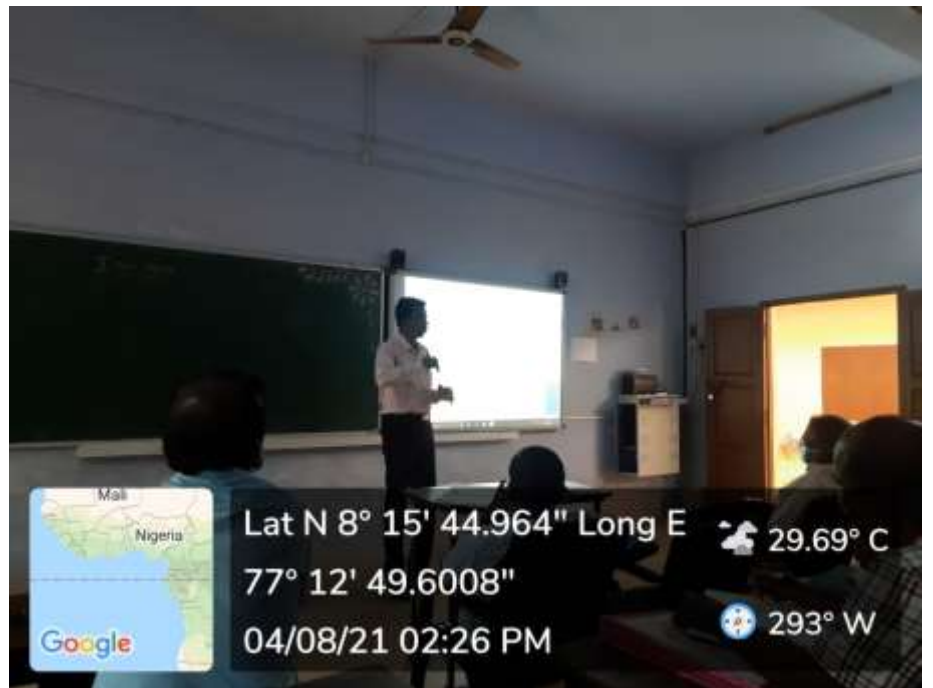 Mali
Nigeria
Google
Lat N 8° 15' 44.964" Long E
77° 12' 49.6008"
04/08/21 02:26 PM
29.69° C
293° W